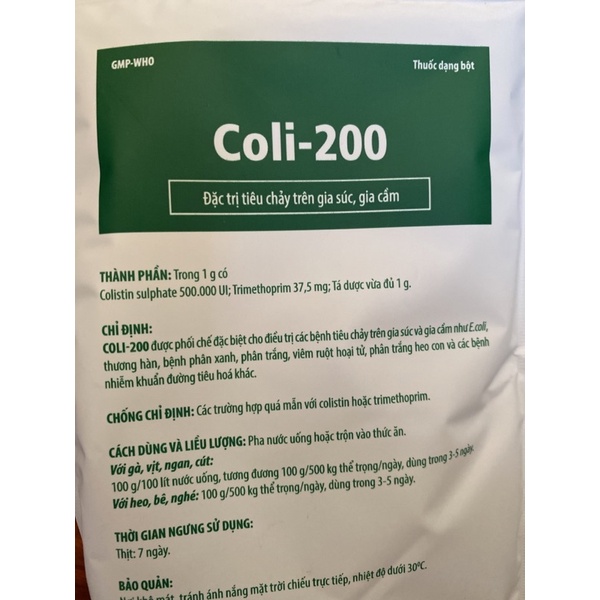 GMP-WHO
Thuốc dạng bột
Coli-200
Đặc trị tiêu chảy trên gia súc, gia cầm
THÀNH PHẦN: Trong 1 g có
Colistin sulphate 500.000 UI; Trimethoprim 37,5 mg; Tá dược vừa đủ 1 g.
CHỈ ĐỊNH:
COLI-200 được phối chế đặc biệt cho điều trị các bệnh tiêu chảy trên gia súc và gia cầm như E.coli,
thương hàn, bệnh phân xanh, phân trắng, viêm ruột hoại tử, phân trắng heo con và các bệnh
nhiễm khuẩn đường tiêu hoá khác.
CHỐNG CHỈ ĐỊNH: Các trường hợp quá mẫn với colistin hoặc trimethoprim.
CÁCH DÙNG VÀ LIỀU LƯỢNG: Pha nước uống hoặc trộn vào thức ăn.
Với gà, vịt, ngan, cút:
100 g/100 lít nước uống, tương đương 100 g/500 kg thể trọng/ngày, dùng trong 3-5 ngày.
Với heo, bê, nghé: 100 g/500 kg thể trọng/ngày, dùng trong 3-5 ngày.
THỜI GIAN NGƯNG SỬ DỤNG:
Thịt: 7 ngày.
BẢO QUẢN:
Nơi khô mát, tránh ánh nắng mặt trời chiếu trực tiếp, nhiệt độ dưới 30⁰C.